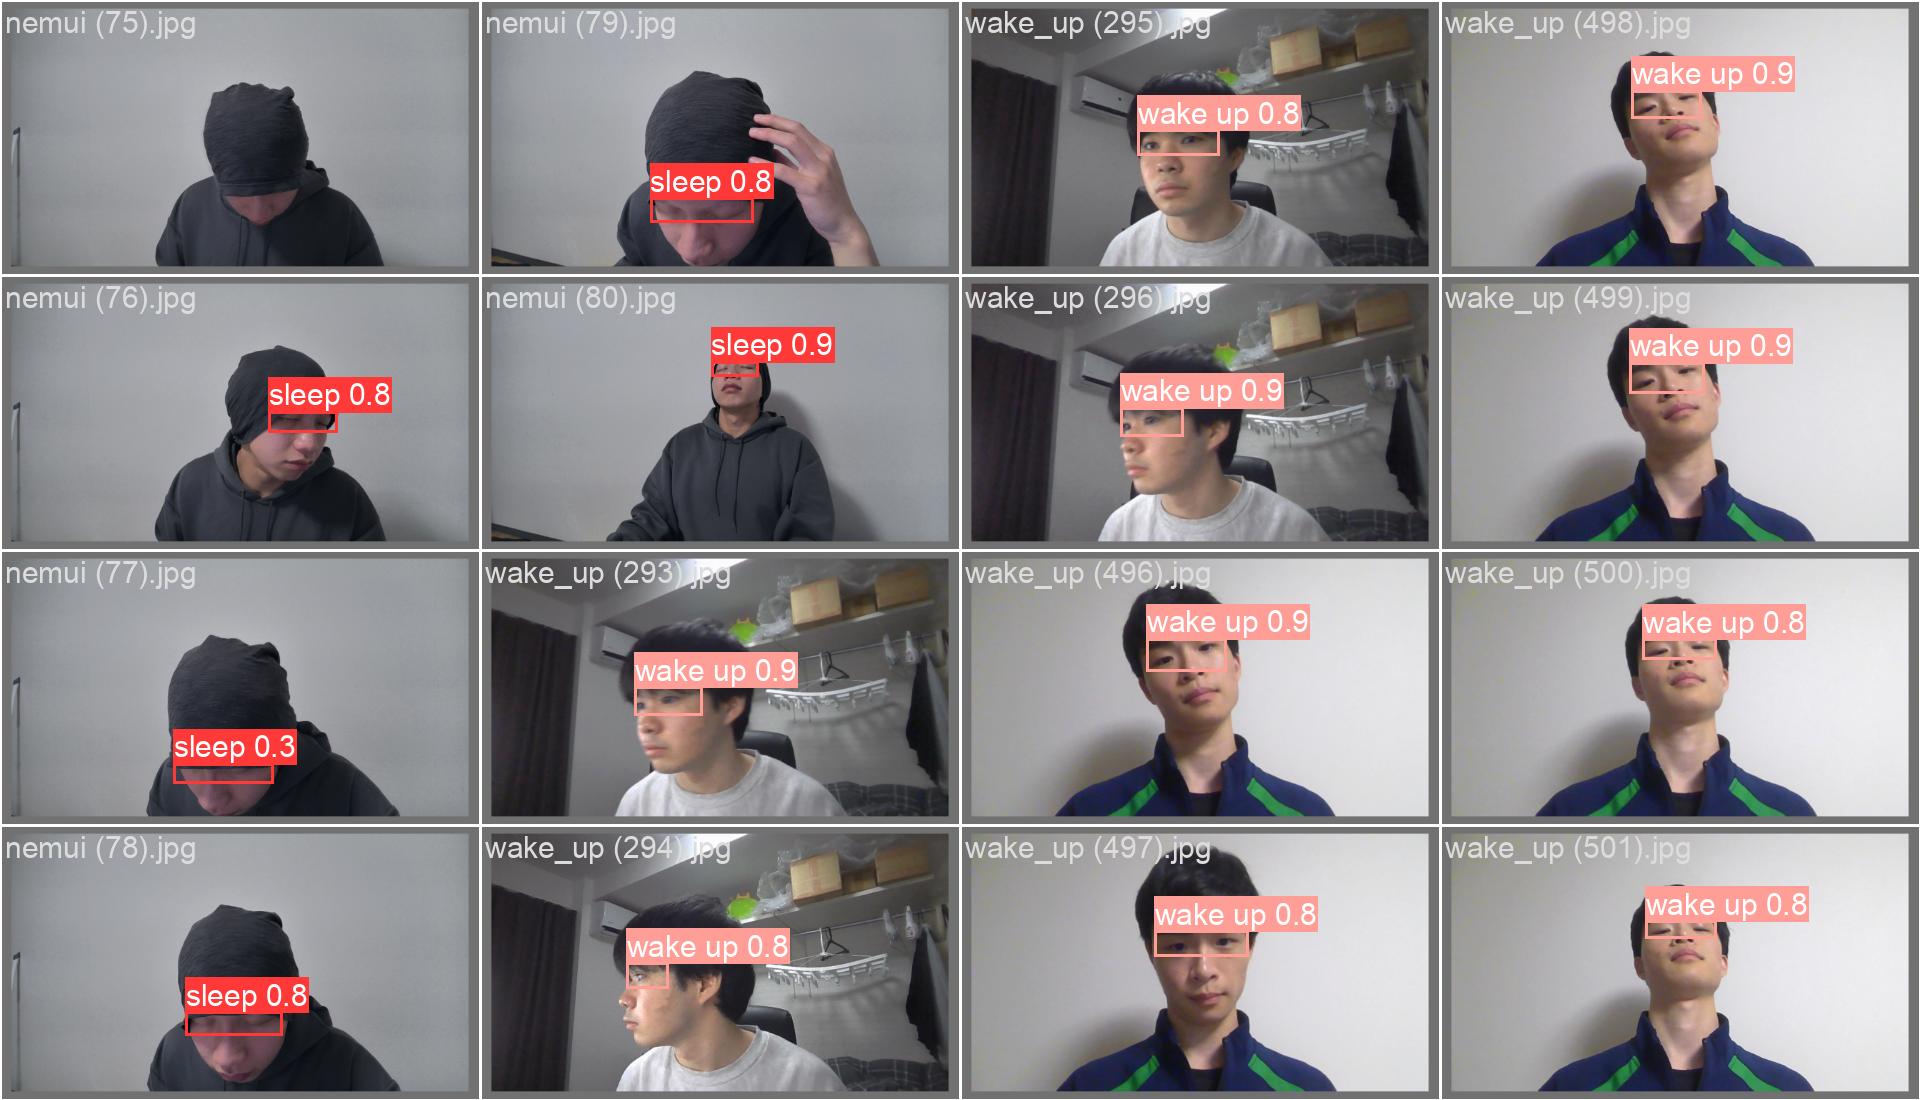 nemui (75).jpg
nemui (79).jpg
sleep 0.8
wake_up (295).jpg
wake up 0.8
wake_up (498).jpg
wake up 0.9
nemui (76).jpg
sleep 0.8
nemui (80).jpg
sleep 0.9
wake_up (296).jpg
wake up 0.9
wake_up (499).jpg
wake up 0.9
nemui (77).jpg
sleep 0.3
wake_up (293).jpg
wake up 0.9
wake_up (496).jpg
wake up 0.9
wake_up (500).jpg
wake up 0.8
nemui (78).jpg
sleep 0.8
wake_up (294).jpg
wake up 0.8
wake_up (497).jpg
wake up 0.8
wake_up (501).jpg
wake up 0.8